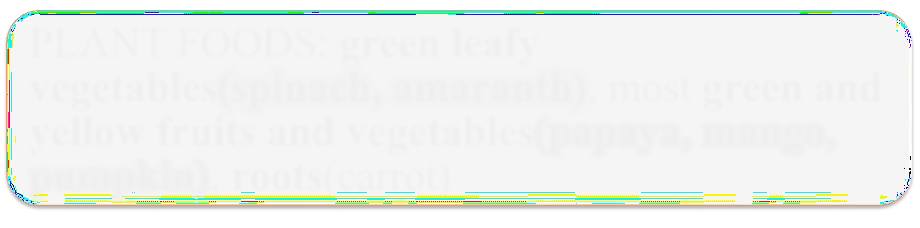 PLANT FOODS: green leafy
vegetables(spinach, amaranth), most green and
yellow fruits and vegetables(papaya, mango,
pumpkin), roots(carrot)